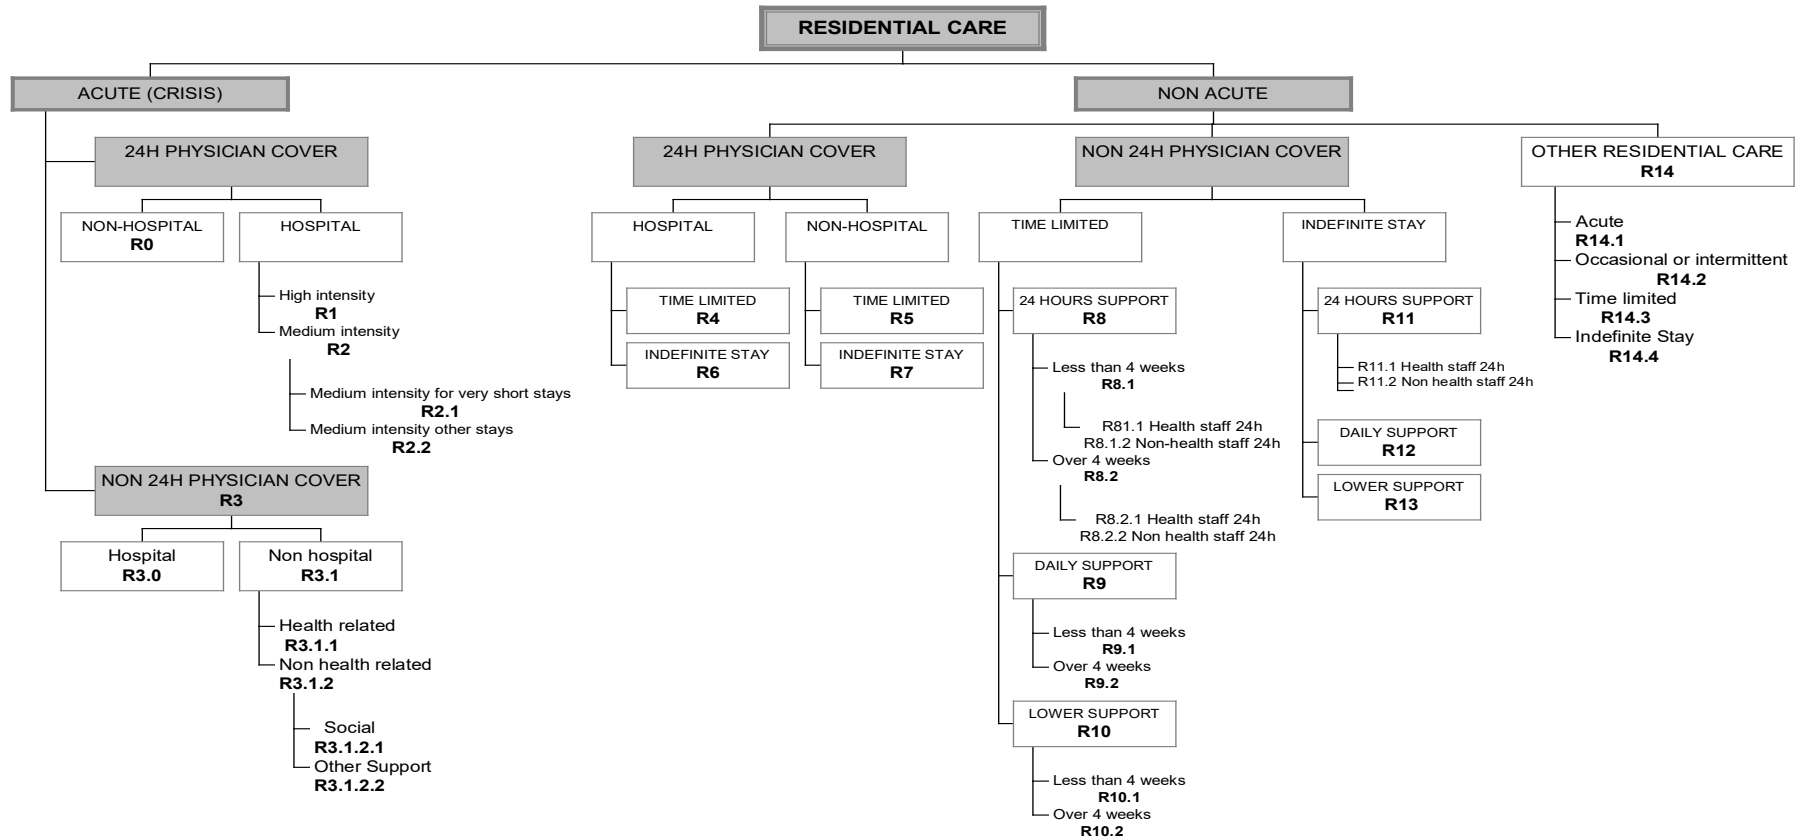 RESIDENTIAL CARE
ACUTE (CRISIS)
NON ACUTE
24H PHYSICIAN COVER
NON-HOSPITAL
R0
HOSPITAL
High intensity
R1
Medium intensity
R2
Medium intensity for very short stays
R2.1
Medium intensity other stays
R2.2
NON 24H PHYSICIAN COVER
R3
Hospital
R3.0
Non hospital
R3.1
Health related
R3.1.1
Non health related
R3.1.2
Social
R3.1.2.1
Other Support
R3.1.2.2
24H PHYSICIAN COVER
HOSPITAL
TIME LIMITED
R4
INDEFINITE STAY
R6
NON-HOSPITAL
TIME LIMITED
R5
INDEFINITE STAY
R7
NON 24H PHYSICIAN COVER
TIME LIMITED
24 HOURS SUPPORT
R8
Less than 4 weeks
R8.1
R81.1 Health staff 24h
R8.1.2 Non-health staff 24h
Over 4 weeks
R8.2
R8.2.1 Health staff 24h
R8.2.2 Non health staff 24h
DAILY SUPPORT
R9
Less than 4 weeks
R9.1
Over 4 weeks
R9.2
LOWER SUPPORT
R10
Less than 4 weeks
R10.1
Over 4 weeks
R10.2
INDEFINITE STAY
24 HOURS SUPPORT
R11
R11.1 Health staff 24h
R11.2 Non health staff 24h
DAILY SUPPORT
R12
LOWER SUPPORT
R13
OTHER RESIDENTIAL CARE
R14
Acute
R14.1
Occasional or intermittent
R14.2
Time limited
R14.3
Indefinite Stay
R14.4